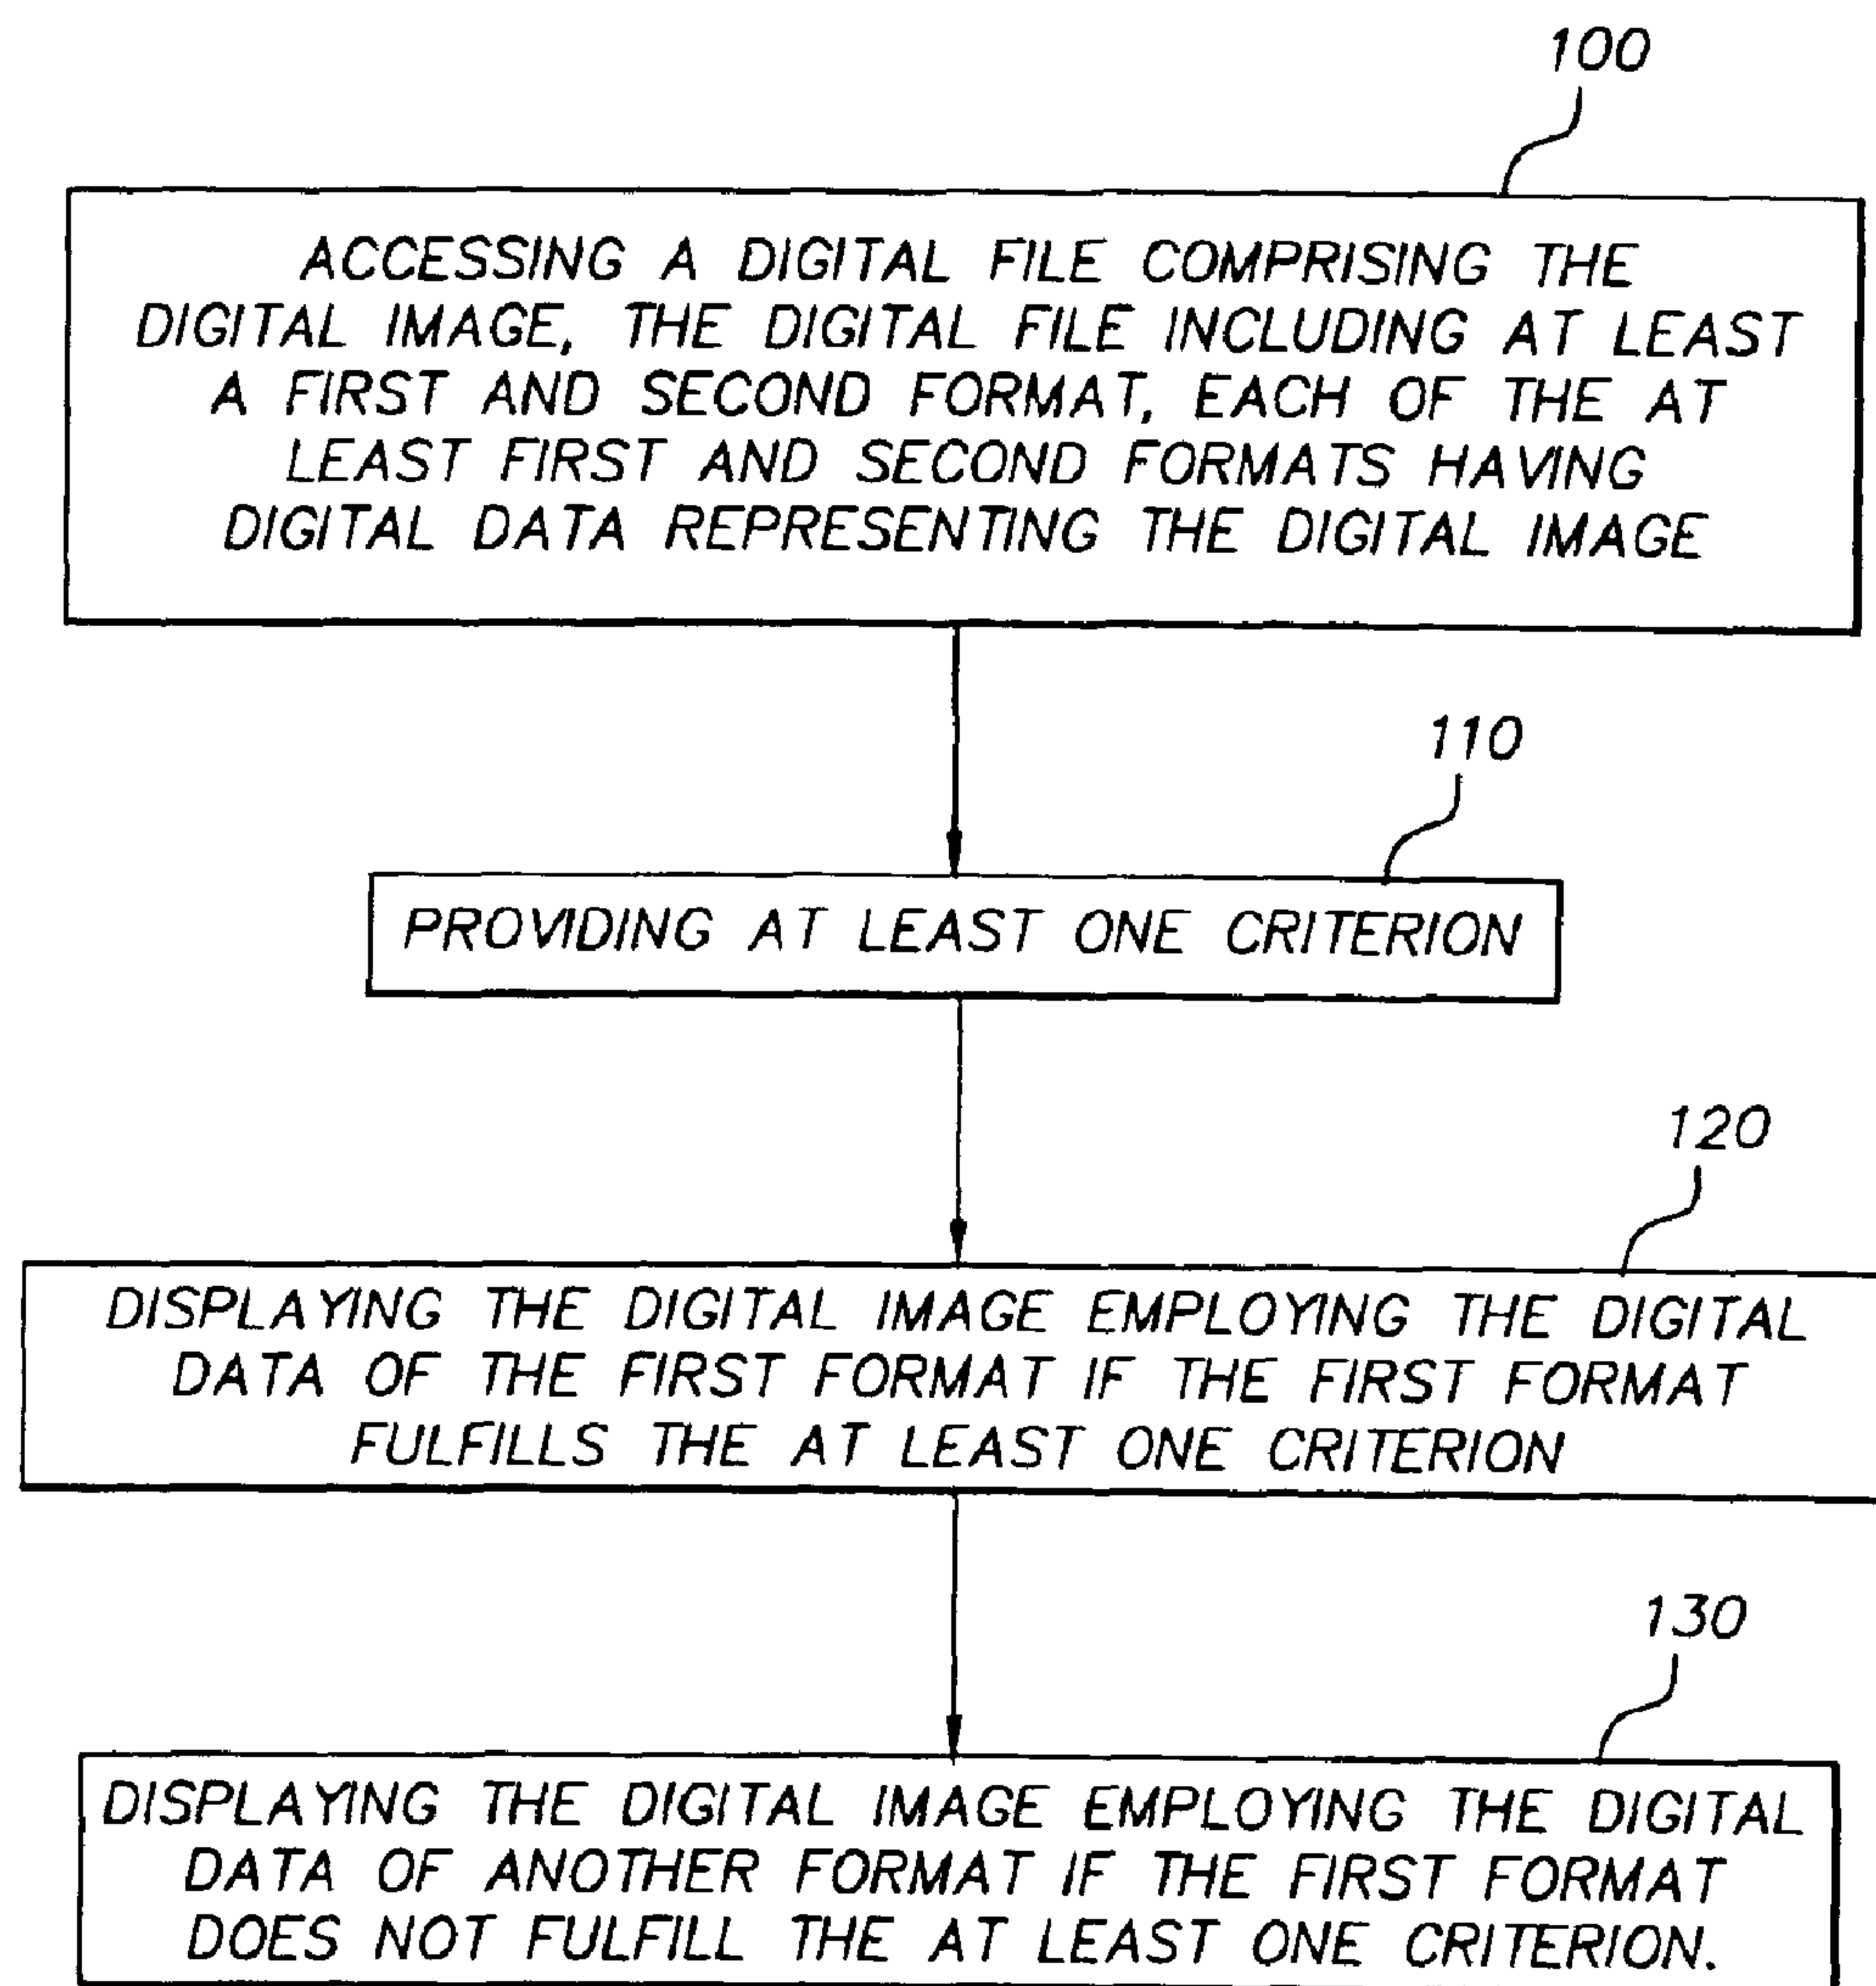 100
ACCESSING A DIGITAL FILE COMPRISING THE
DIGITAL IMAGE, THE DIGITAL FILE INCLUDING AT LEAST
A FIRST AND SECOND FORMAT, EACH OF THE AT
LEAST FIRST AND SECOND FORMATS HAVING
DIGITAL DATA REPRESENTING THE DIGITAL IMAGE
110
PROVIDING AT LEAST ONE CRITERION
120
DISPLAYING THE DIGITAL IMAGE EMPLOYING THE DIGITAL
DATA OF THE FIRST FORMAT IF THE FIRST FORMAT
FULFILLS THE AT LEAST ONE CRITERION
130
DISPLAYING THE DIGITAL IMAGE EMPLOYING THE DIGITAL
DATA OF ANOTHER FORMAT IF THE FIRST FORMAT
DOES NOT FULFILL THE AT LEAST ONE CRITERION.